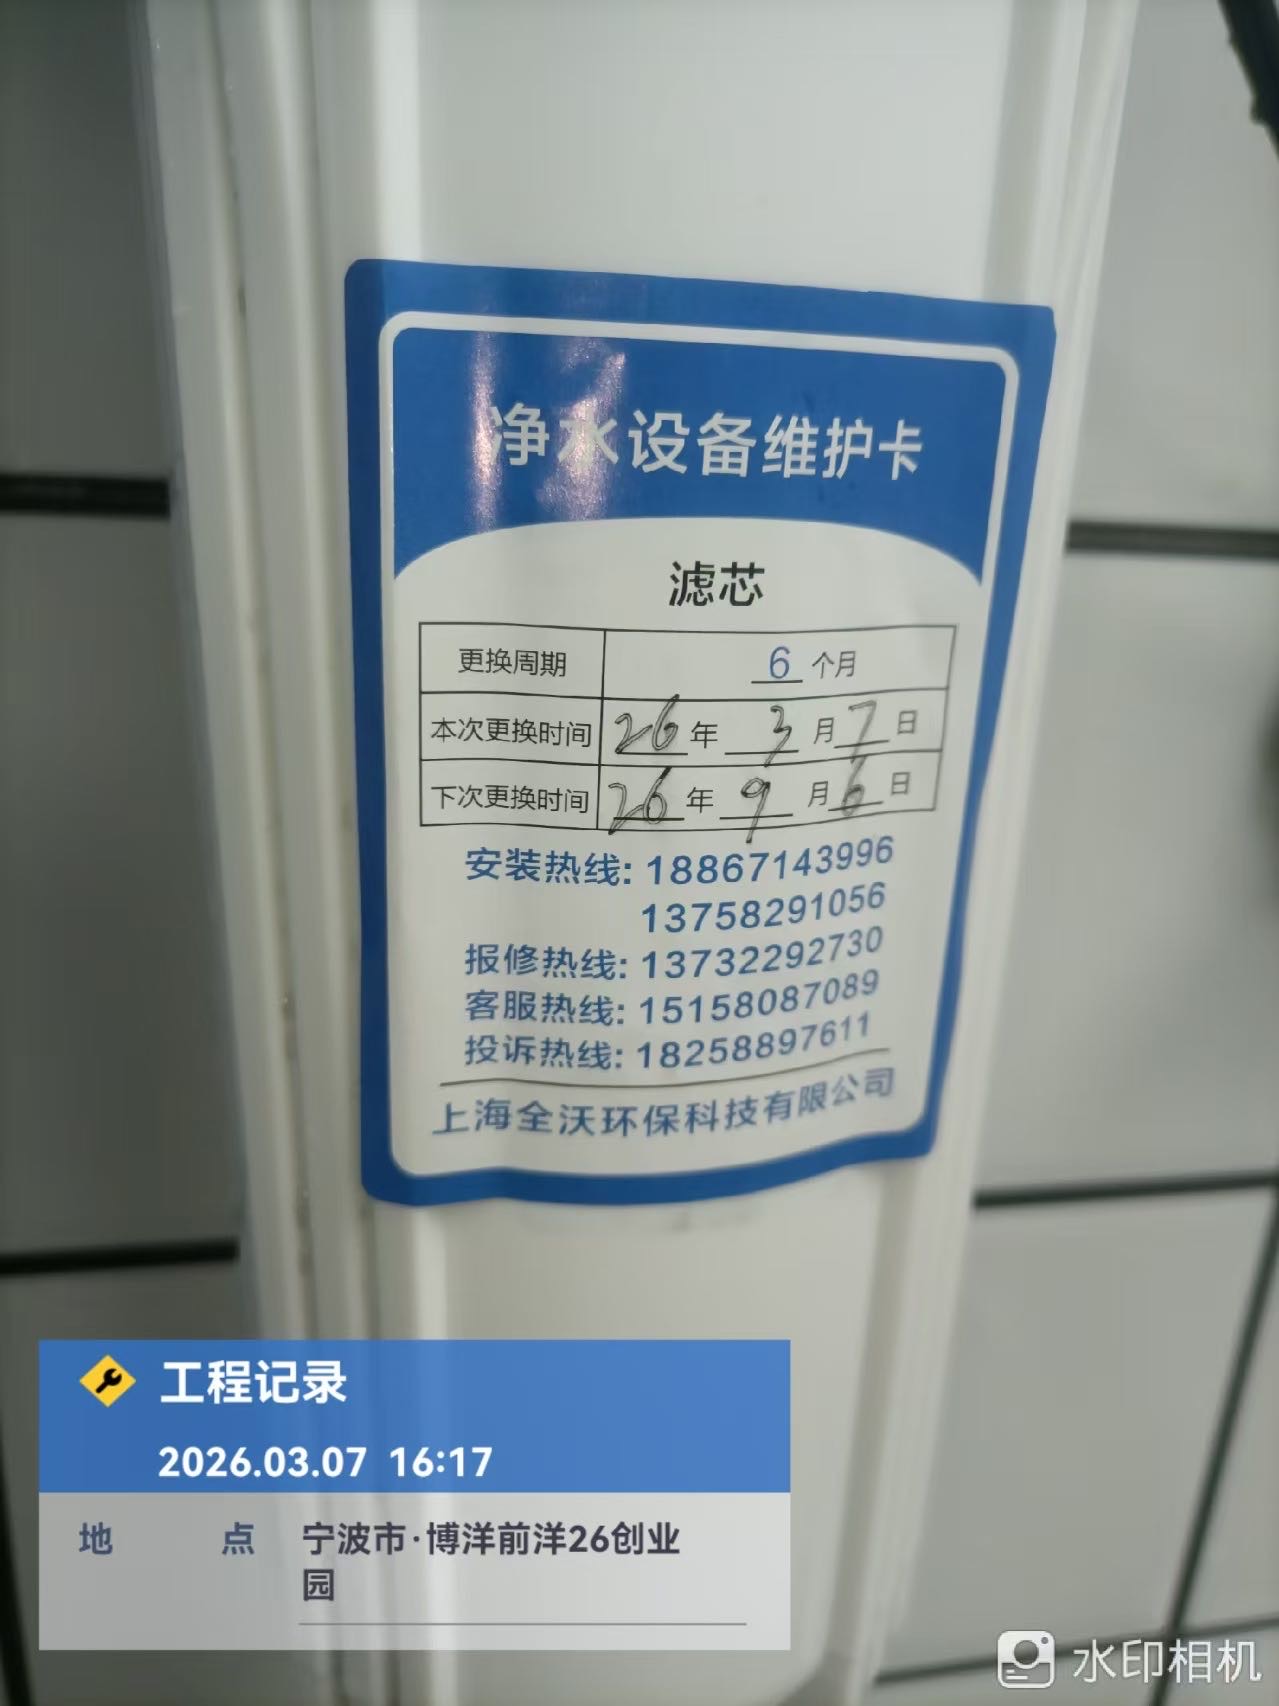 净水设备维护卡
滤芯
更换周期 6 个月
本次更换时间 26年 3月7日
下次更换时间 26年 9月6日
安装热线: 18867143996
13758291056
报修热线: 13732292730
客服热线: 15158087089
投诉热线: 18258897611
上海全沃环保科技有限公司
工程记录
2026.03.07 16:17
地 点 宁波市·博洋前洋26创业
园
水印相机